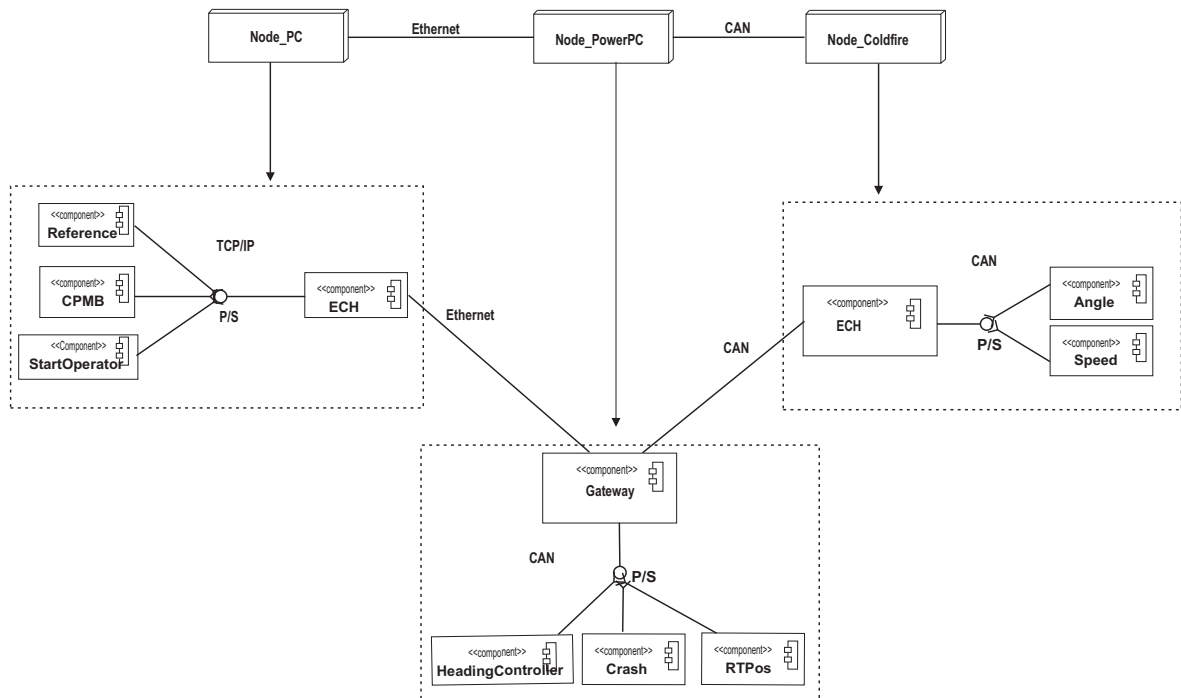 Node_PC
Ethernet
Node_PowerPC
CAN
Node_Coldfire
<<component>>
Reference
TCP/IP
<<component>>
CPMB
P/S
<<component>>
ECH
<<Component>>
StartOperator
Ethernet
CAN
<<component>>
ECH
CAN
P/S
<<component>>
Angle
<<component>>
Speed
<<component>>
Gateway
CAN
P/S
<<component>>
HeadingController
<<component>>
Crash
<<component>>
RTPos